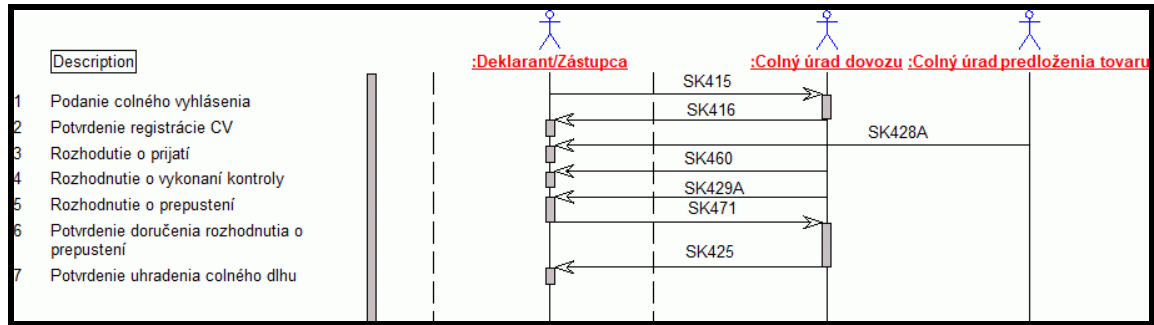 Description
:Deklarant/Zástupca
:Colný úrad dovozu
:Colný úrad predloženia tovaru
SK415
1 Podanie colného vyhlásenia
SK416
2 Potvrdenie registrácie CV
SK428A
3 Rozhodutie o prijatí
SK460
4 Rozhodnutie o vykonaní kontroly
SK429A
5 Rozhodnutie o prepustení
SK471
6 Potvrdenie doručenia rozhodnutia o
prepustení
SK425
7 Potvrdenie uhradenia colného dlhu